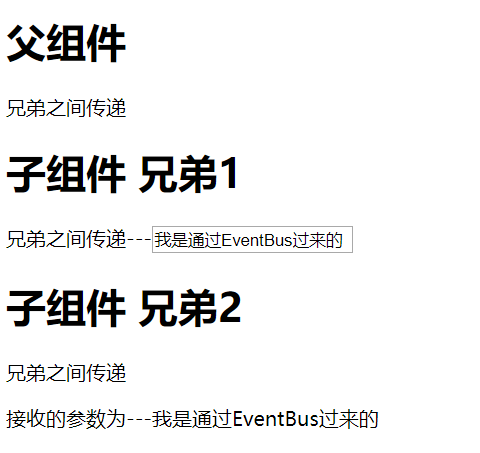 父组件
兄弟之间传递
子组件 兄弟1
兄弟之间传递---我是通过EventBus过来的
子组件 兄弟2
兄弟之间传递
接收的参数为---我是通过EventBus过来的